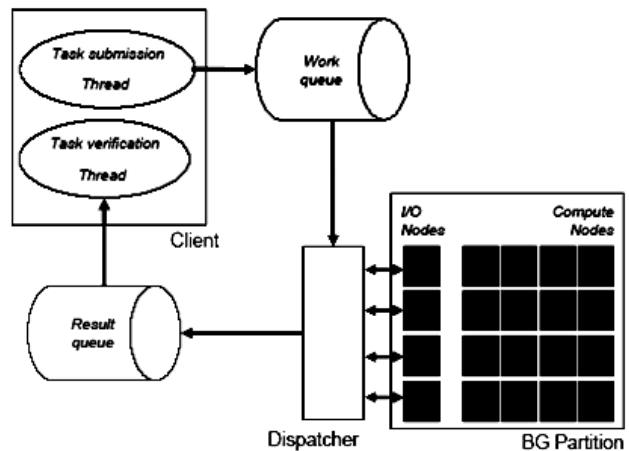 Task submission
Thread
Task verification
Thread
Client
Work
queue
I/O
Nodes
Compute
Nodes
Result
queue
Dispatcher
BG Partition